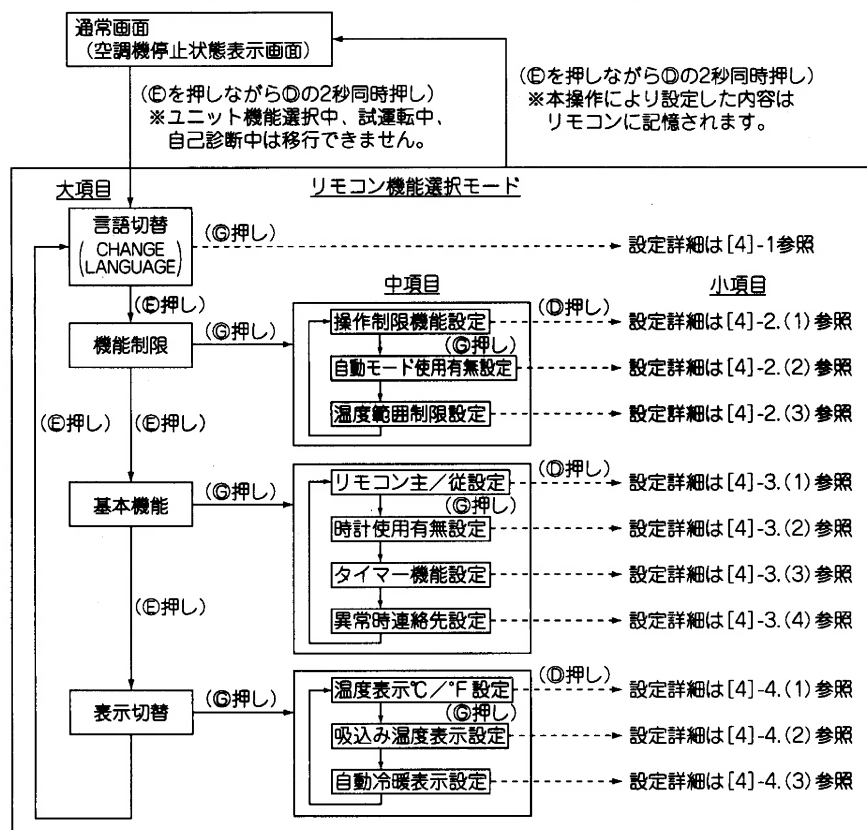 通常画面
(空調機停止状態表示画面)
(Ⓔを押しながらⒹの2秒同時押し)
※ユニット機能選択中、試運転中、
自己診断中は移行できません。
(Ⓔを押しながらⒹの2秒同時押し)
※本操作により設定した内容は
リモコンに記憶されます。
リモコン機能選択モード
大項目
言語切替
(CHANGE
LANGUAGE)
(Ⓖ押し)
設定詳細は[4]-1参照
(Ⓔ押し)
中項目
小項目
機能制限
(Ⓖ押し)
操作制限機能設定
(Ⓓ押し)
設定詳細は[4]-2.(1)参照
(Ⓖ押し)
自動モード使用有無設定
設定詳細は[4]-2.(2)参照
温度範囲制限設定
設定詳細は[4]-2.(3)参照
(Ⓔ押し)
(Ⓔ押し)
基本機能
(Ⓖ押し)
リモコン主/従設定
(Ⓓ押し)
設定詳細は[4]-3.(1)参照
(Ⓖ押し)
時計使用有無設定
設定詳細は[4]-3.(2)参照
タイマー機能設定
設定詳細は[4]-3.(3)参照
異常時連絡先設定
設定詳細は[4]-3.(4)参照
(Ⓔ押し)
表示切替
(Ⓖ押し)
温度表示℃/°F設定
(Ⓓ押し)
設定詳細は[4]-4.(1)参照
(Ⓖ押し)
吸込み温度表示設定
設定詳細は[4]-4.(2)参照
自動冷暖表示設定
設定詳細は[4]-4.(3)参照